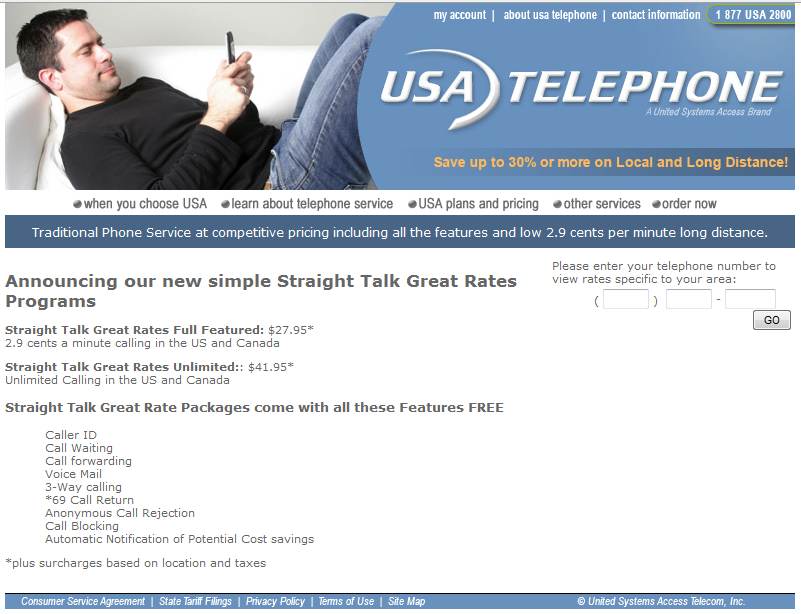 my account | about usa telephone | contact information 1 877 USA 2800
USA TELEPHONE
A United Systems Access Brand
Save up to 30% or more on Local and Long Distance!
when you choose USA learn about telephone service USA plans and pricing other services order now
Traditional Phone Service at competitive pricing including all the features and low 2.9 cents per minute long distance.
Announcing our new simple Straight Talk Great Rates
Programs
Straight Talk Great Rates Full Featured: $27.95*
2.9 cents a minute calling in the US and Canada
Straight Talk Great Rates Unlimited:: $41.95*
Unlimited Calling in the US and Canada
Straight Talk Great Rate Packages come with all these Features FREE
Caller ID
Call Waiting
Call forwarding
Voice Mail
3-Way calling
*69 Call Return
Anonymous Call Rejection
Call Blocking
Automatic Notification of Potential Cost savings
*plus surcharges based on location and taxes
Please enter your telephone number to
view rates specific to your area:
( ) -
GO
Consumer Service Agreement | State Tariff Filings | Privacy Policy | Terms of Use | Site Map © United Systems Access Telecom, Inc.